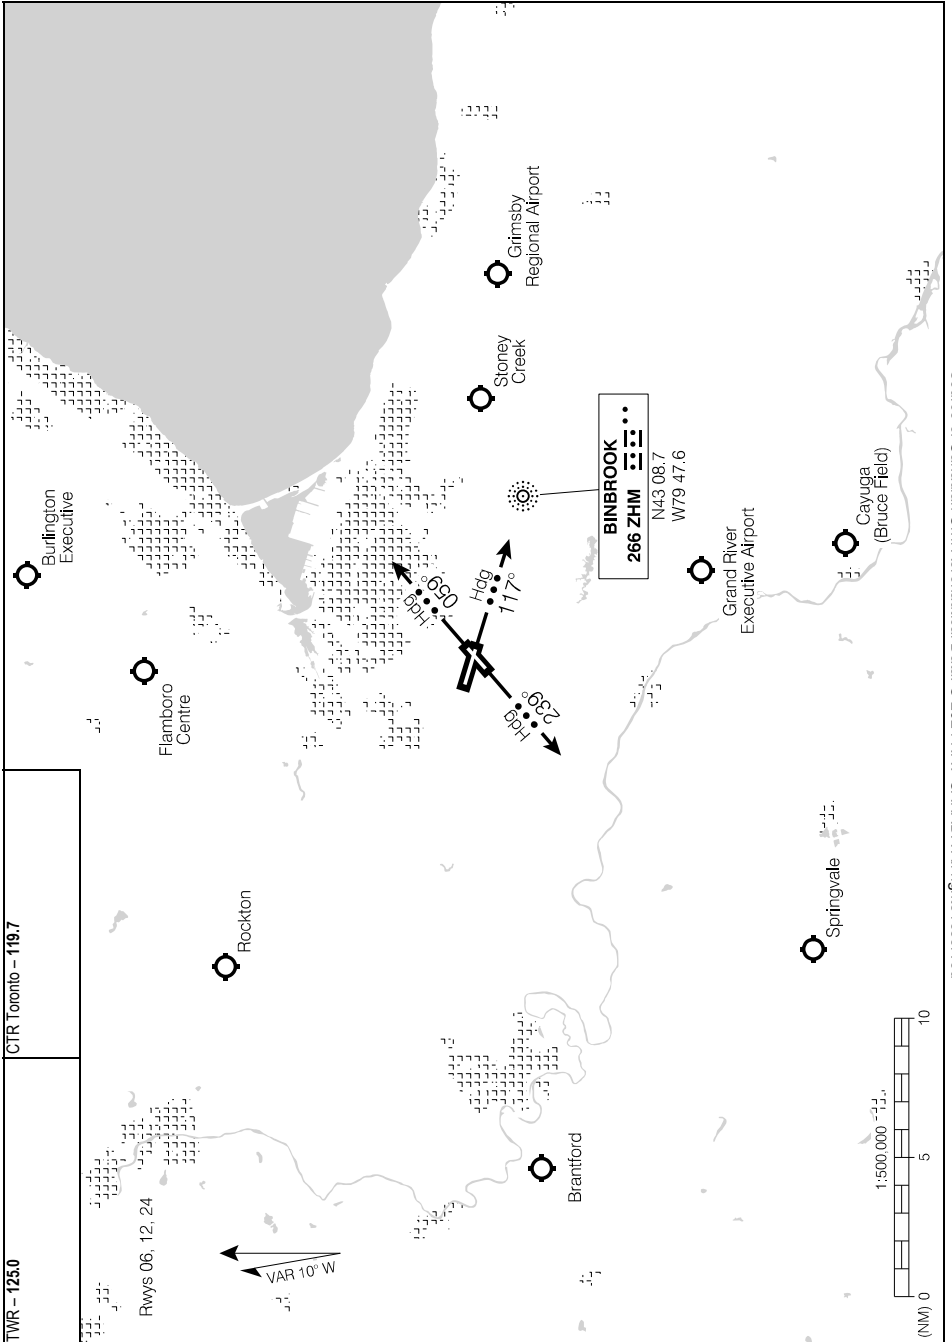 TWR – 125.0
CTR Toronto – 119.7
Rwys 06, 12, 24
VAR 10° W
Burlington
Executive
Flamboro
Centre
Rockton
Grimsby
Regional Airport
Stoney
Creek
Hdg
059°
Hdg
117°
Hdg
239°
BINBROOK
266 ZHM
N43 08.7
W79 47.6
Grand River
Executive Airport
Cayuga
(Bruce Field)
Brantford
Springvale
1:500,000
(NM) 0 5 10